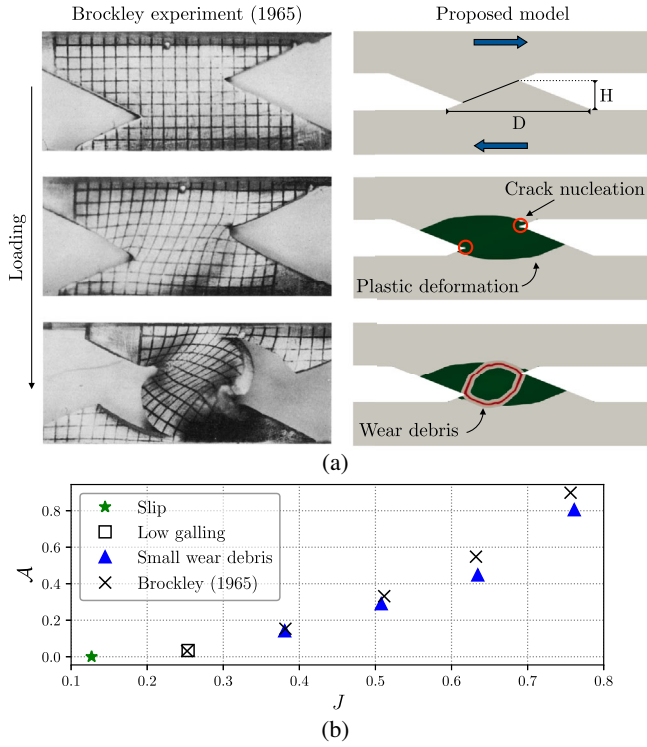 Brockley experiment (1965)
Proposed model
Loading
H
D
Crack nucleation
Plastic deformation
Wear debris
(a)
Slip
Low galling
Small wear debris
Brockley (1965)
𝒜
0.8
0.6
0.4
0.2
0.0
0.1 0.2 0.3 0.4 0.5 0.6 0.7 0.8
J
(b)